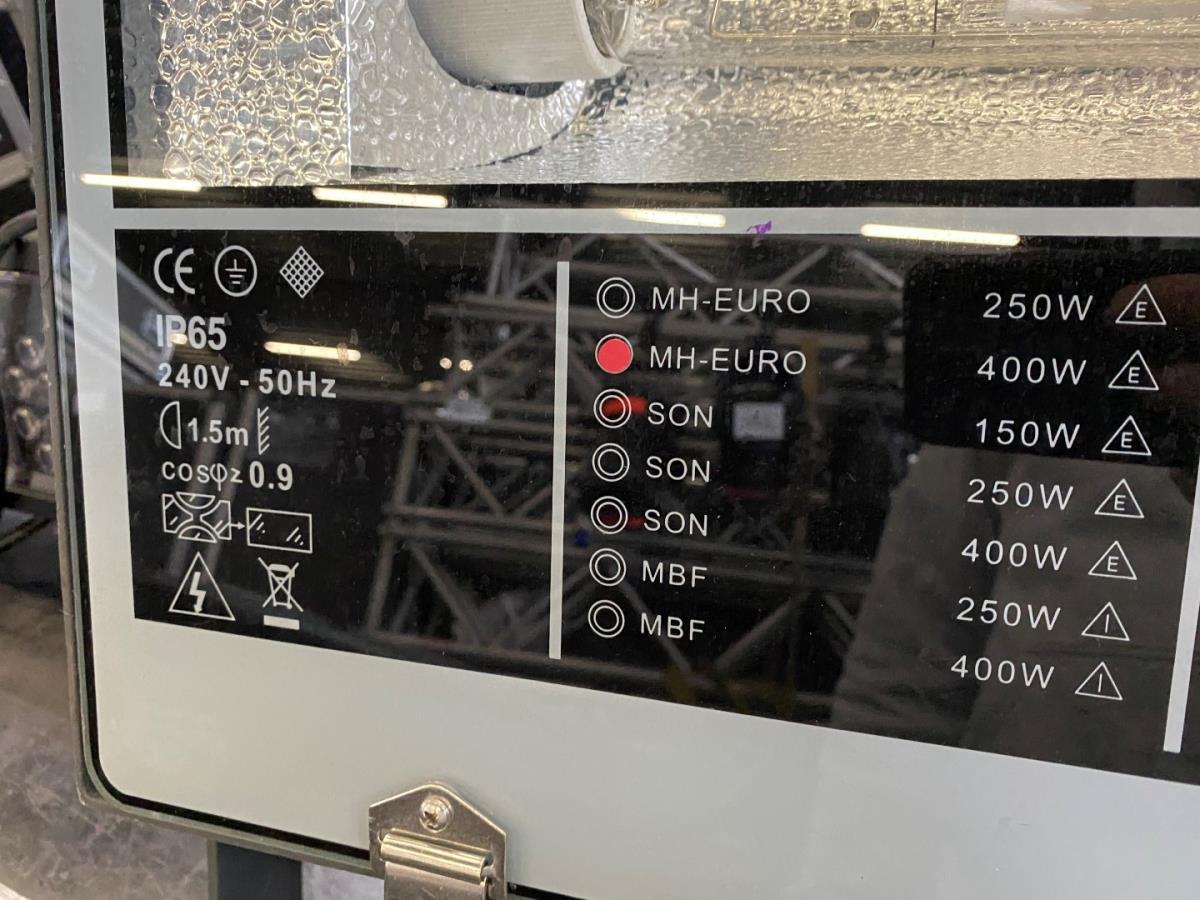 CE
IP65
240V - 50Hz
1.5m
cosφz 0.9
MH-EURO 250W E
MH-EURO 400W E
SON 150W E
SON 250W E
SON 400W E
MBF 250W I
MBF 400W I